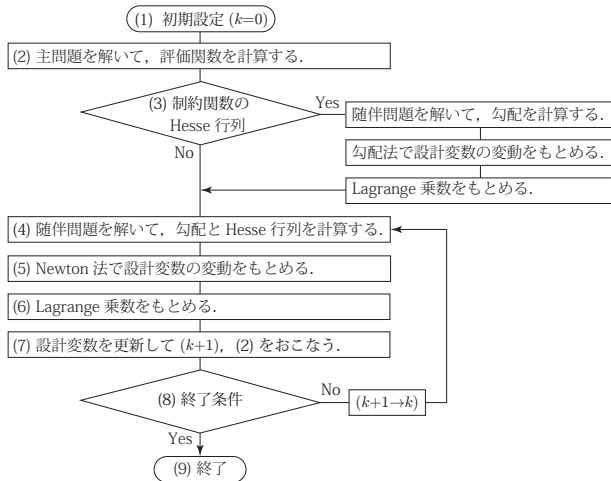 (1) 初期設定 (k=0)
(2) 主問題を解いて，評価関数を計算する．
(3) 制約関数の
Hesse 行列
Yes
随伴問題を解いて，勾配を計算する．
勾配法で設計変数の変動をもとめる．
Lagrange 乗数をもとめる．
No
(4) 随伴問題を解いて，勾配と Hesse 行列を計算する．
(5) Newton 法で設計変数の変動をもとめる．
(6) Lagrange 乗数をもとめる．
(7) 設計変数を更新して (k+1)，(2) をおこなう．
(8) 終了条件
No
(k+1→k)
Yes
(9) 終了